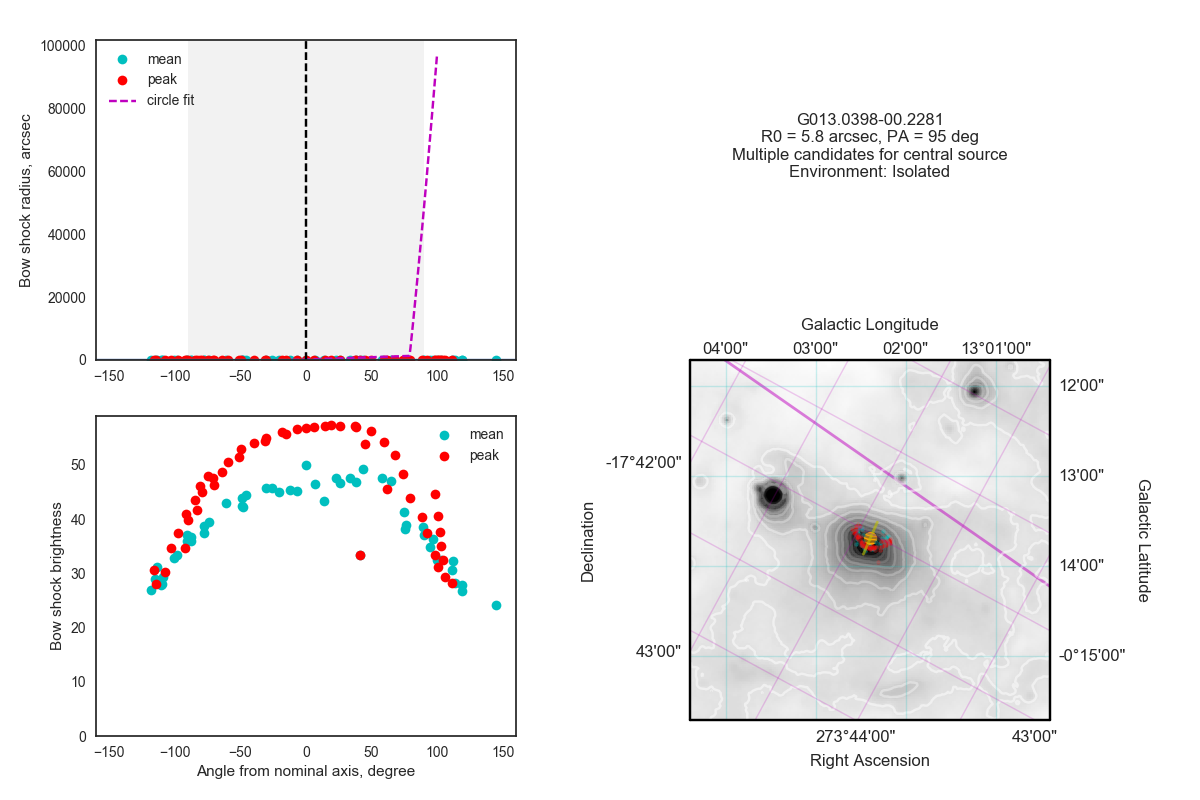 100000
80000
60000
40000
20000
0
Bow shock radius, arcsec
mean
peak
circle fit
−150 −100 −50 0 50 100 150
50
40
30
20
10
0
Bow shock brightness
mean
peak
−150 −100 −50 0 50 100 150
Angle from nominal axis, degree
G013.0398-00.2281
R0 = 5.8 arcsec, PA = 95 deg
Multiple candidates for central source
Environment: Isolated
Galactic Longitude
04'00" 03'00" 02'00" 13°01'00"
12'00"
13'00"
14'00"
-0°15'00"
Galactic Latitude
-17°42'00"
43'00"
Declination
273°44'00" 43'00"
Right Ascension